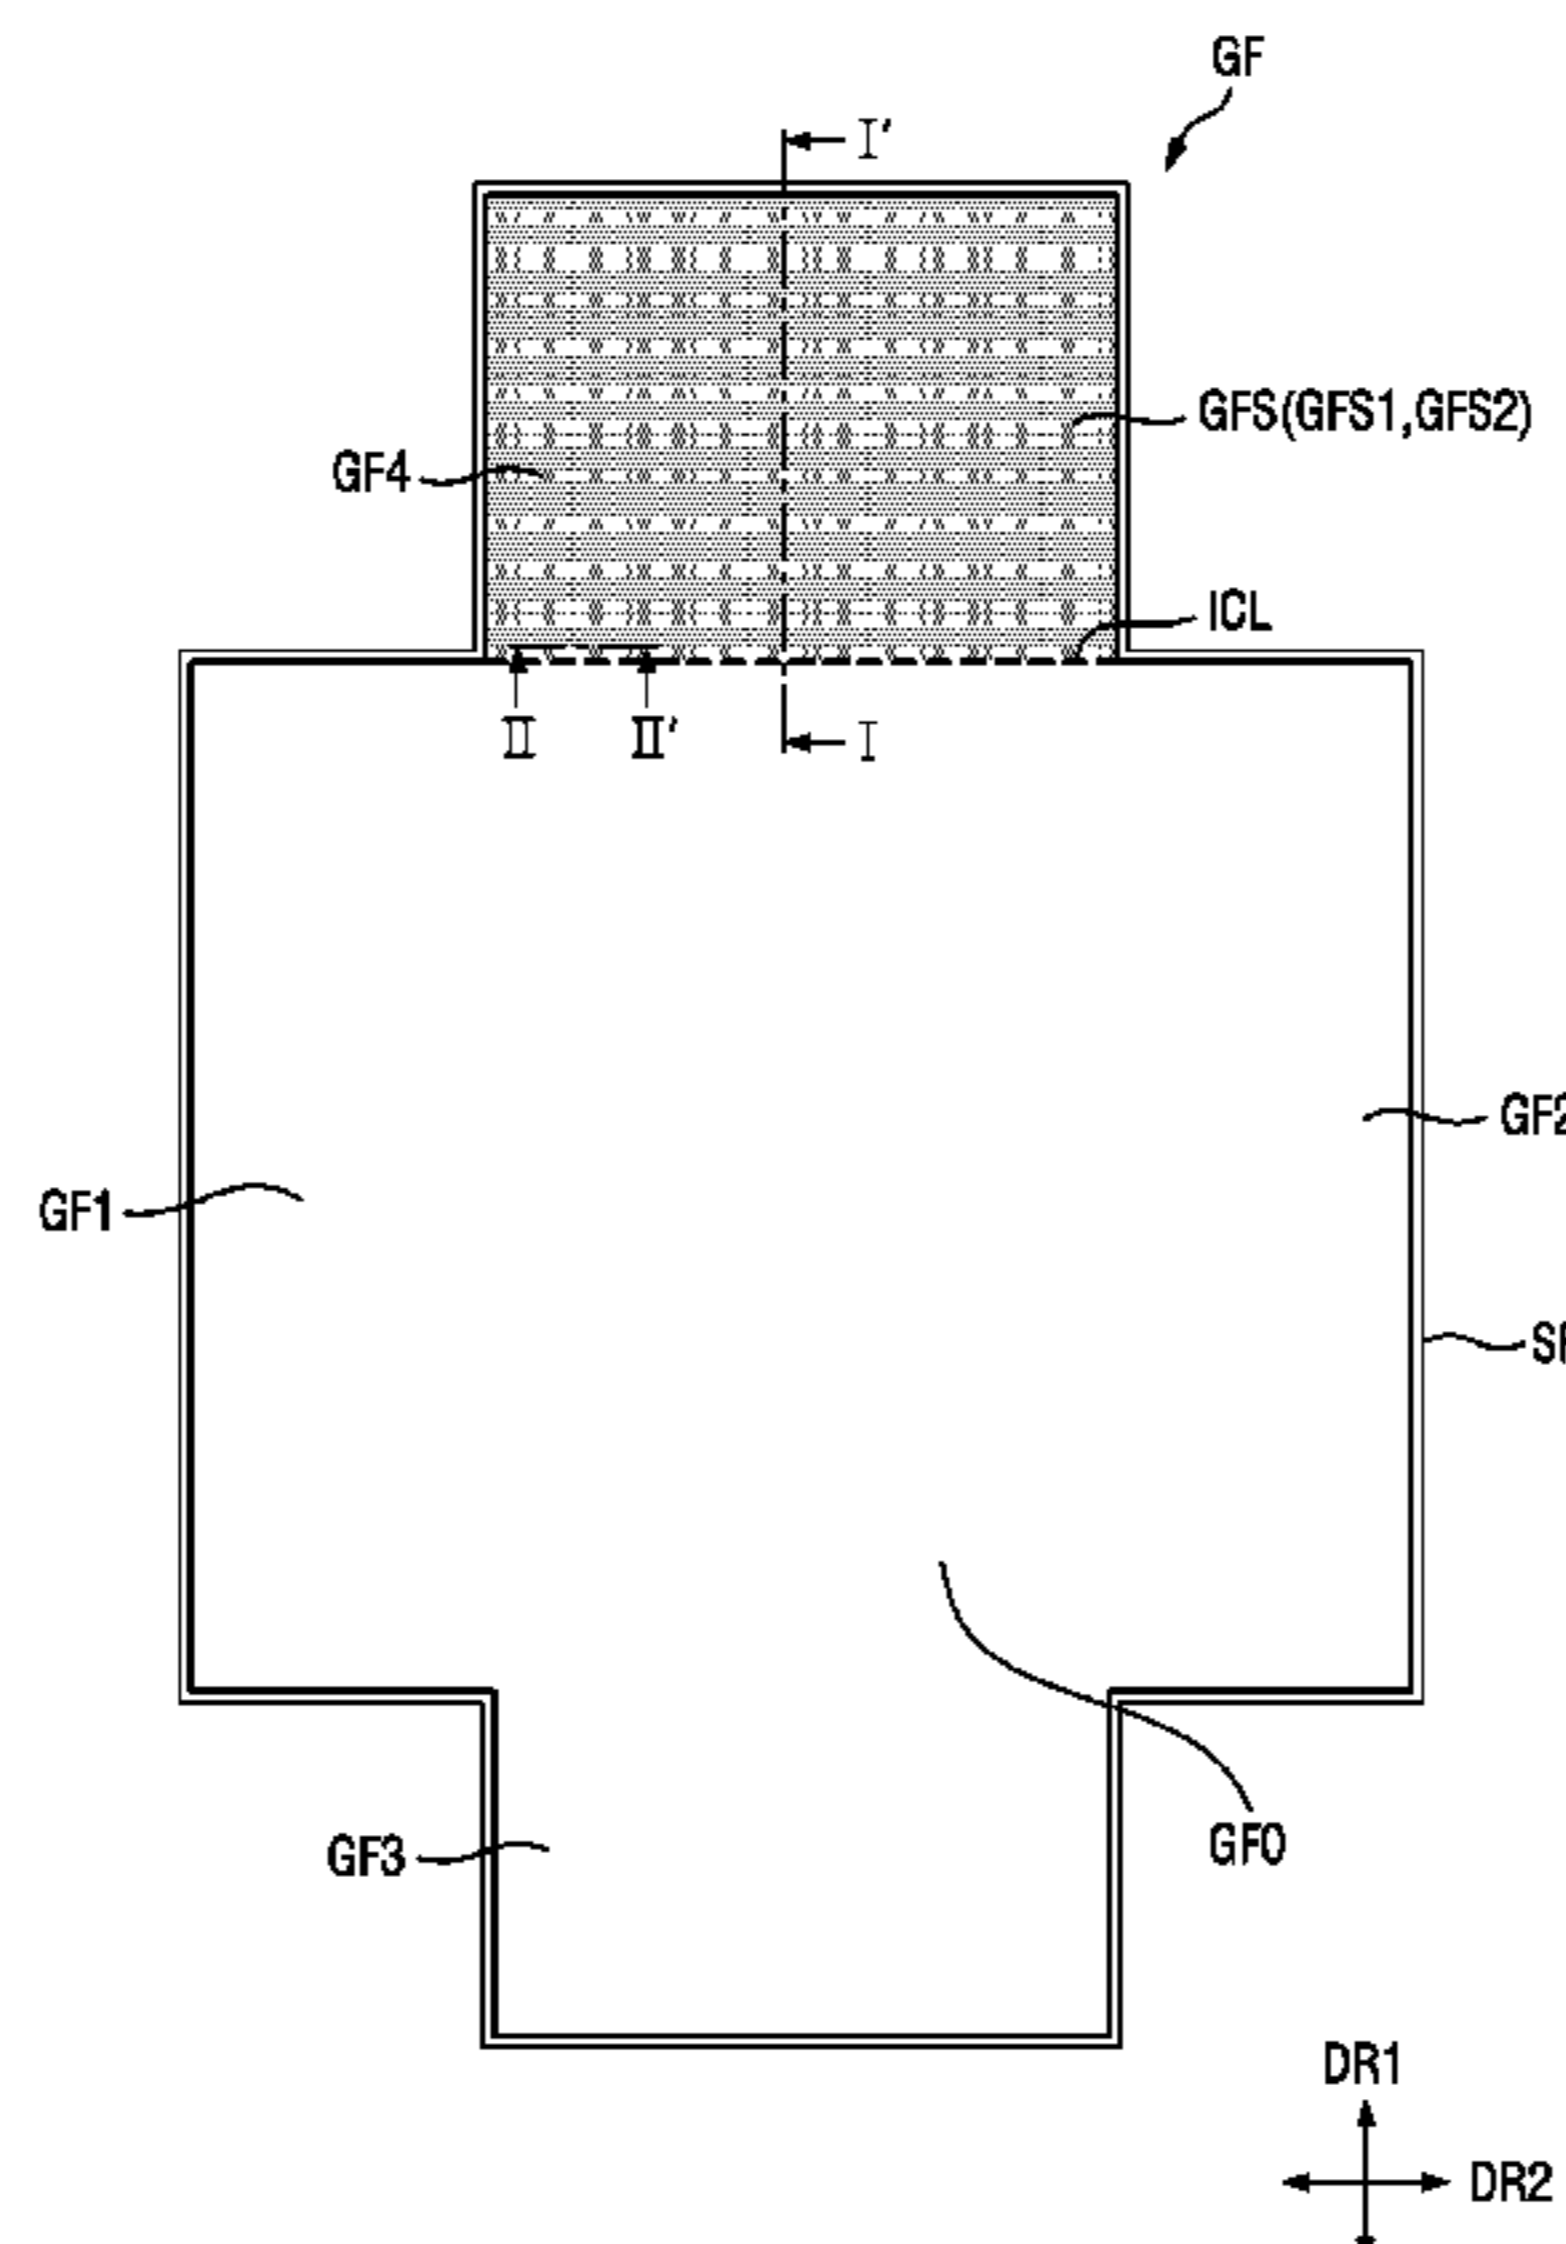 GF
I'
GFS(GFS1,GFS2)
GF4
ICL
II
II'
I
GF2
GF1
GF3
GF0
DR1
DR2